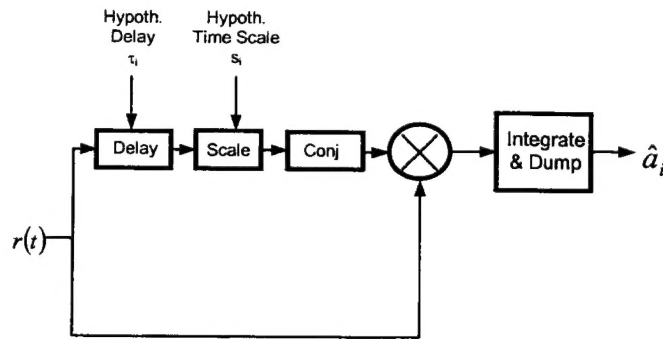 Hypoth.
Delay
τᵢ
Hypoth.
Time Scale
sᵢ
Delay
Scale
Conj
Integrate
& Dump
âᵢ
r(t)